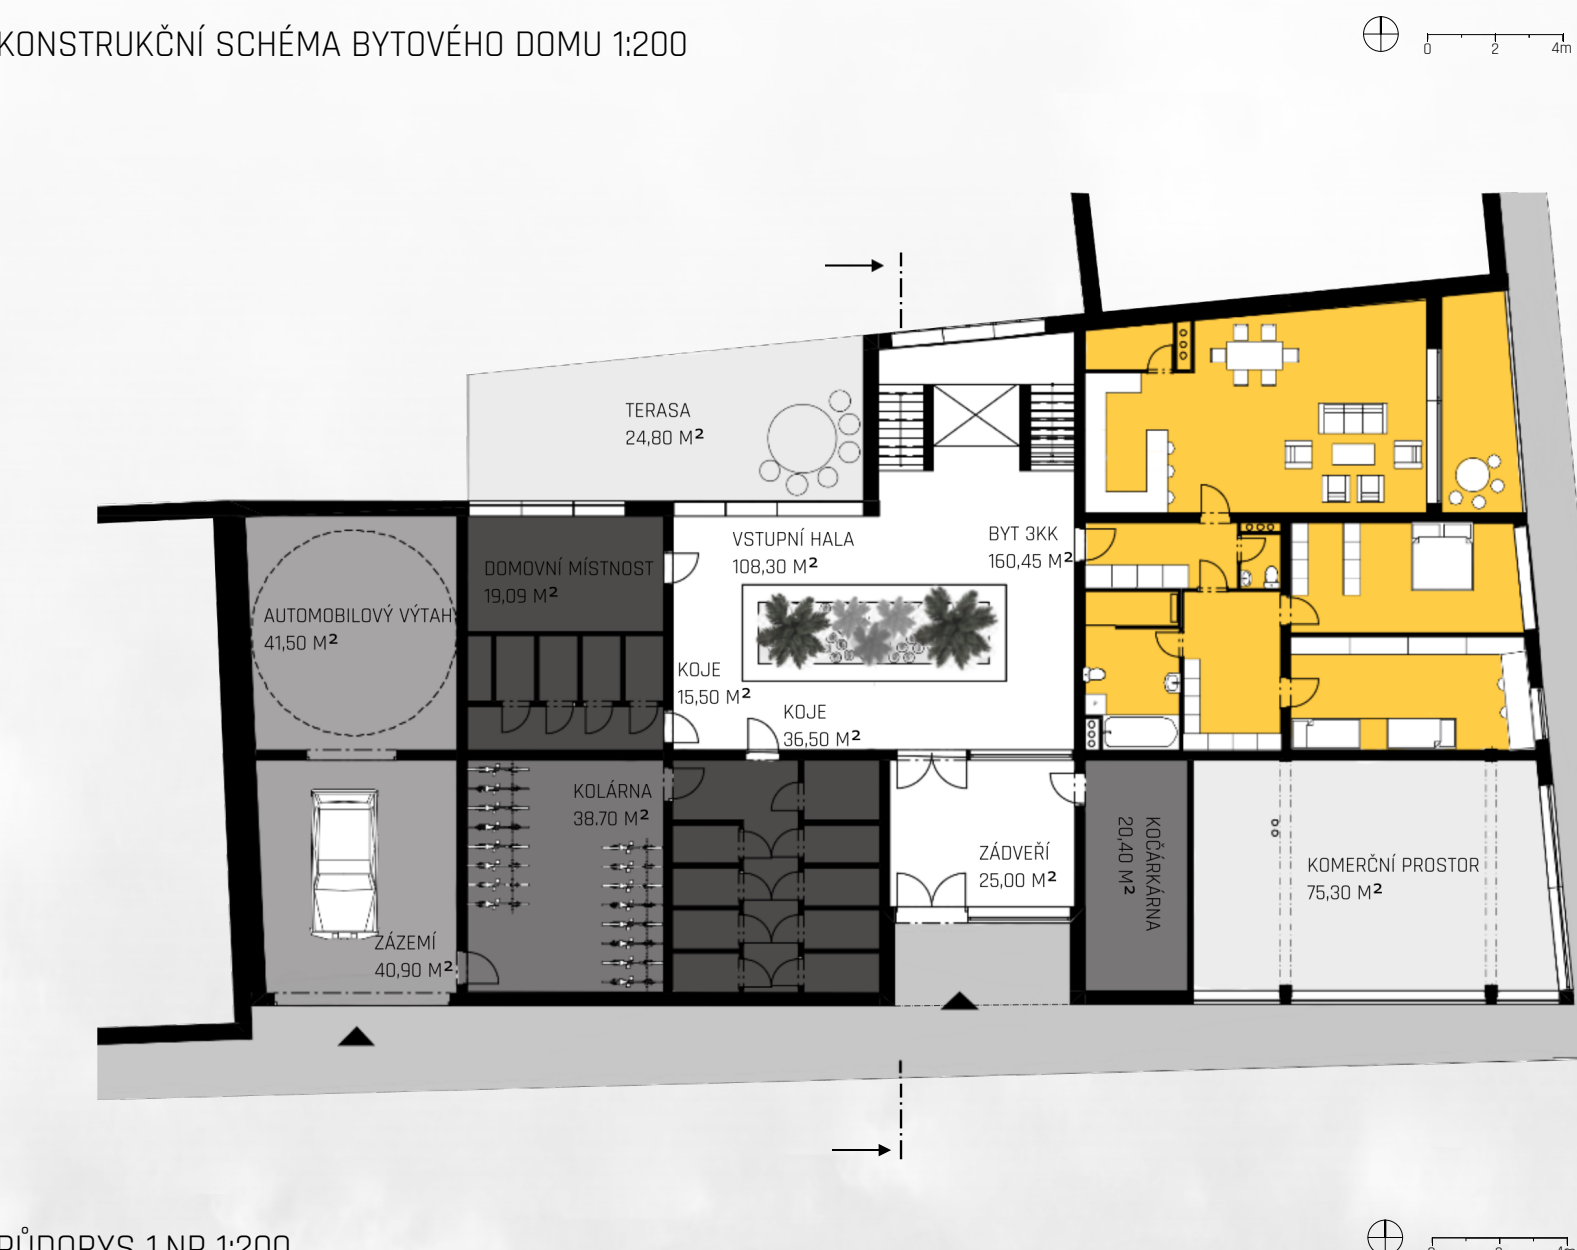 KONSTRUKČNÍ SCHÉMA BYTOVÉHO DOMU 1:200
0 2 4m
TERASA
24,80 M²
VSTUPNÍ HALA
108,30 M²
BYT 3KK
160,45 M²
DOMOVNÍ MÍSTNOST
19,09 M²
AUTOMOBILOVÝ VÝTAH
41,50 M²
KOJE
15,50 M²
KOJE
36,50 M²
KOLÁRNA
38.70 M²
ZÁDVEŘÍ
25,00 M²
KOČÁRKÁRNA
20,40 M²
KOMERČNÍ PROSTOR
75,30 M²
ZÁZEMÍ
40,90 M²
PŮDORYS 1.NP 1:200